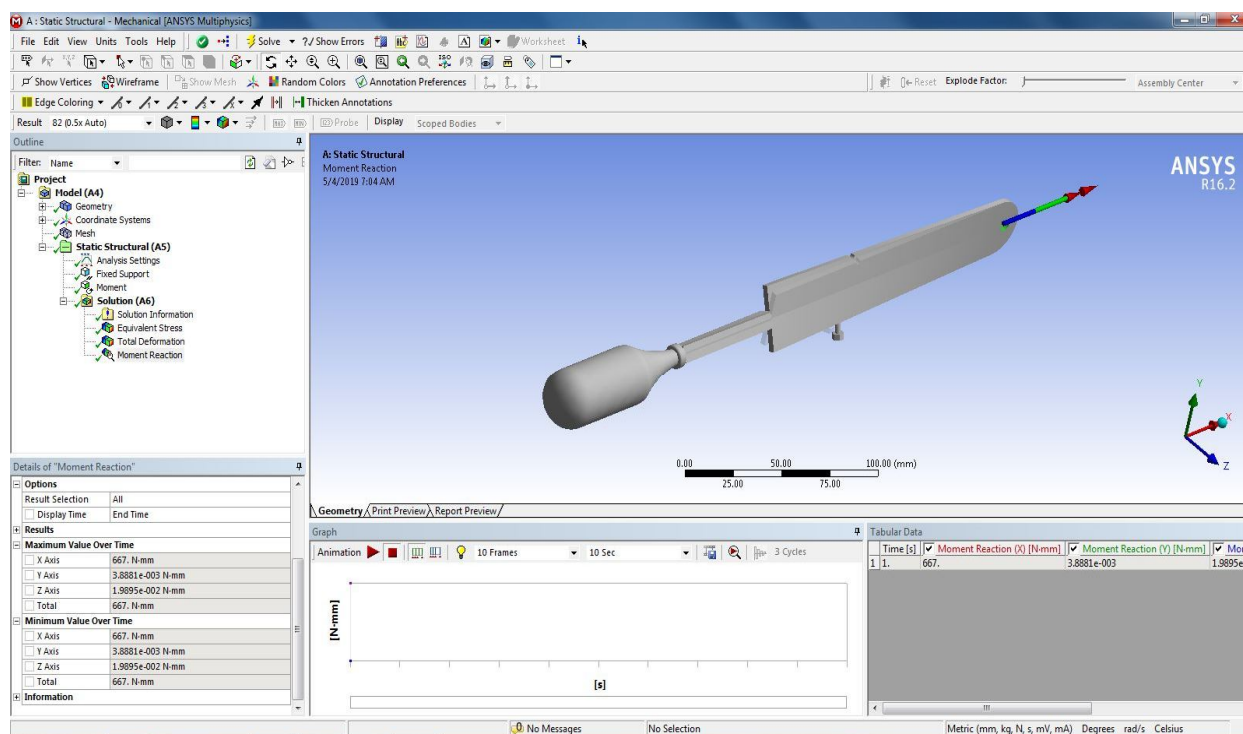 A : Static Structural - Mechanical [ANSYS Multiphysics]
File Edit View Units Tools Help Solve ?/ Show Errors Worksheet
Show Vertices Wireframe Show Mesh Random Colors Annotation Preferences Reset Explode Factor: Assembly Center
Edge Coloring Thicken Annotations
Result 82 (0.5x Auto) Probe Display Scoped Bodies
Outline
Filter: Name
Project
Model (A4)
Geometry
Coordinate Systems
Mesh
Static Structural (A5)
Analysis Settings
Fixed Support
Moment
Solution (A6)
Solution Information
Equivalent Stress
Total Deformation
Moment Reaction
A: Static Structural
Moment Reaction
5/4/2019 7:04 AM
ANSYS
R16.2
Y
X
Z
0.00 50.00 100.00 (mm)
25.00 75.00
Geometry Print Preview Report Preview
Details of "Moment Reaction"
Options
Result Selection All
Display Time End Time
Results
Maximum Value Over Time
X Axis 667. N·mm
Y Axis 3.8881e-003 N·mm
Z Axis 1.9895e-002 N·mm
Total 667. N·mm
Minimum Value Over Time
X Axis 667. N·mm
Y Axis 3.8881e-003 N·mm
Z Axis 1.9895e-002 N·mm
Total 667. N·mm
Information
Graph
Animation 10 Frames 10 Sec 3 Cycles
[N·mm]
[s]
Tabular Data
Time [s] Moment Reaction (X) [N·mm] Moment Reaction (Y) [N·mm] Mo
1 1. 667. 3.8881e-003 1.9895e
No Messages No Selection Metric (mm, kg, N, s, mV, mA) Degrees rad/s Celsius